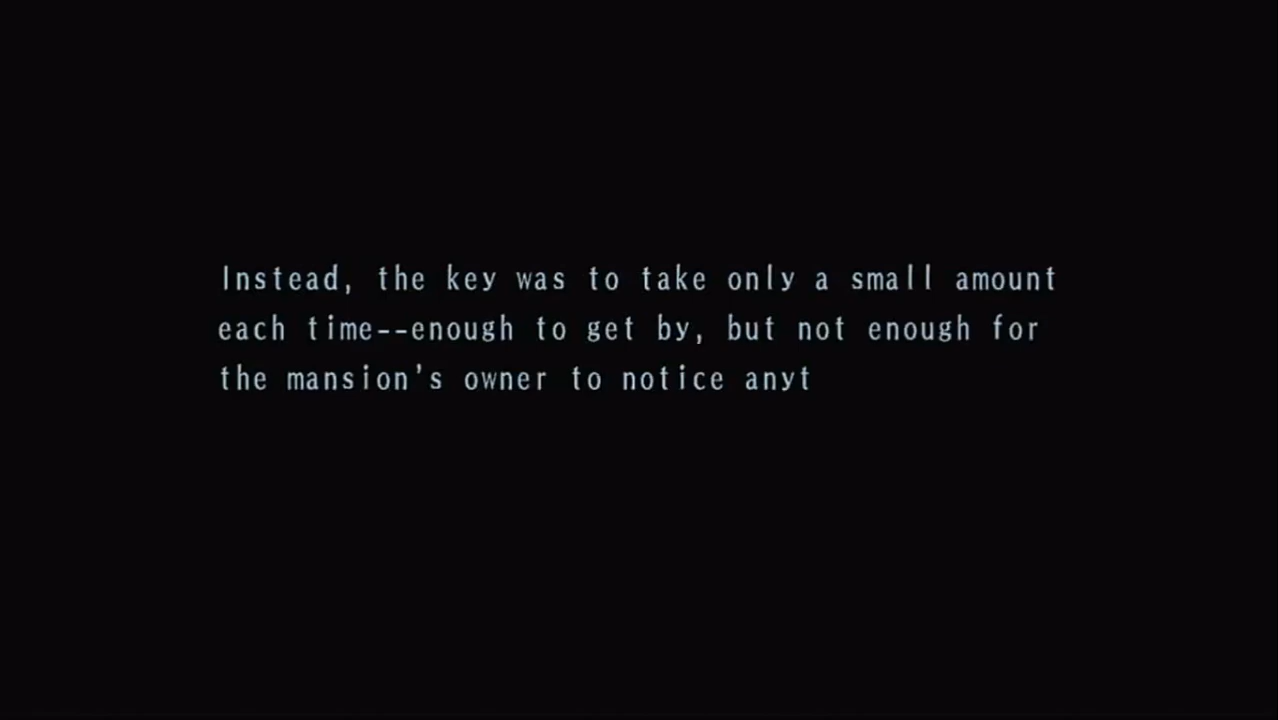 Instead, the key was to take only a small amount
each time--enough to get by, but not enough for
the mansion's owner to notice anyt